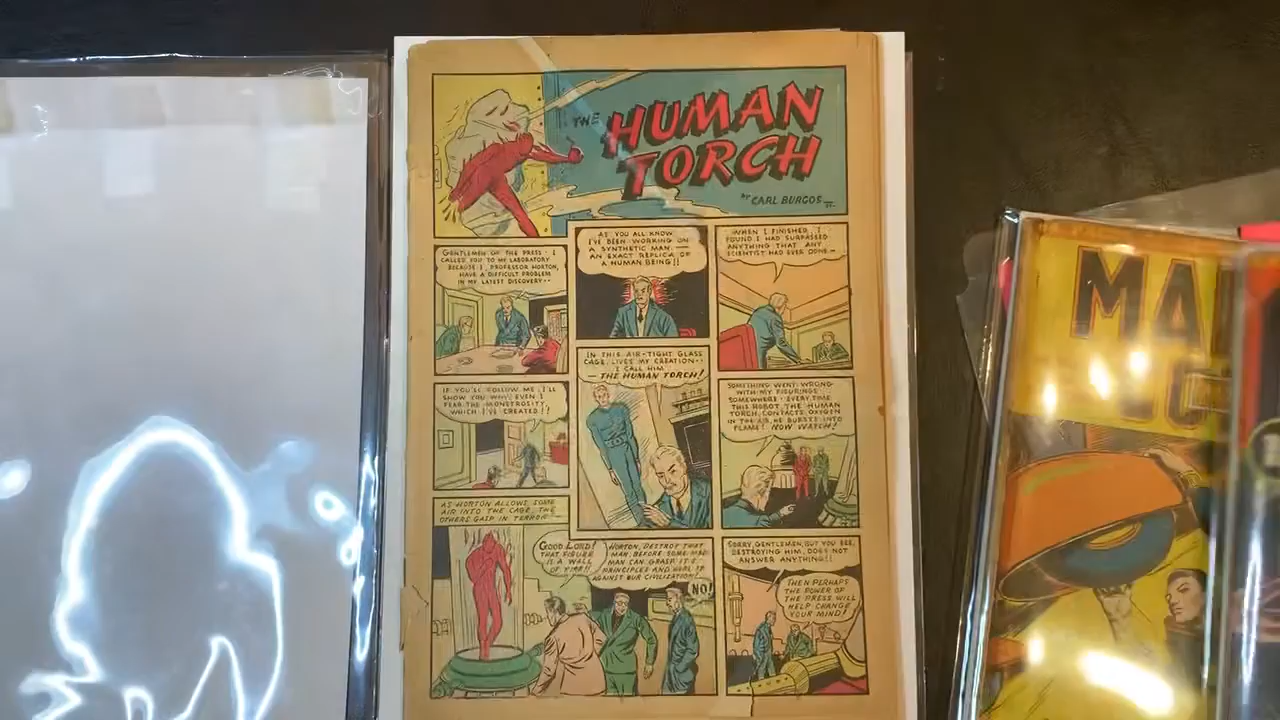 THE HUMAN
TORCH
BY CARL BURGOS
GENTLEMEN OF THE PRESS · I
CALLED YOU TO MY LABORATORY
BECAUSE I, PROFESSOR HORTON,
HAVE A DIFFICULT PROBLEM
IN MY LATEST DISCOVERY--
AS YOU ALL KNOW
I'VE BEEN WORKING ON
A SYNTHETIC MAN —
AN EXACT REPLICA OF
A HUMAN BEING!!
WHEN I FINISHED, I
FOUND I HAD SURPASSED
ANYTHING THAT ANY
SCIENTIST HAD EVER DONE—
IF YOU'LL FOLLOW ME, I'LL
SHOW YOU WHY EVEN I
FEAR THE MONSTROSITY,
WHICH I'VE CREATED!!
IN THIS AIR-TIGHT GLASS
CAGE, LIVES MY CREATION--
I CALL HIM
— THE HUMAN TORCH!
SOMETHING WENT WRONG
WITH MY FIGURINGS
SOMEWHERE · EVERY TIME
THIS ROBOT, THE HUMAN
TORCH, CONTACTS OXYGEN
IN THE AIR, HE BURSTS INTO
FLAME! NOW WATCH!
AS HORTON ALLOWS SOME
AIR INTO THE CAGE, THE
OTHERS GASP IN TERROR—
GOOD LORD!
THAT FIGURE
IS A WALL
OF FIRE!!
HORTON, DESTROY THAT
MAN, BEFORE SOME MAD
MAN CAN GRASP ITS
PRINCIPLES AND HURL IT
AGAINST OUR CIVILIZATION!
NO!
SORRY, GENTLEMEN, BUT YOU SEE,
DESTROYING HIM, DOES NOT
ANSWER ANYTHING!!
THEN PERHAPS
THE POWER OF
THE PRESS WILL
HELP CHANGE
YOUR MIND!
MA